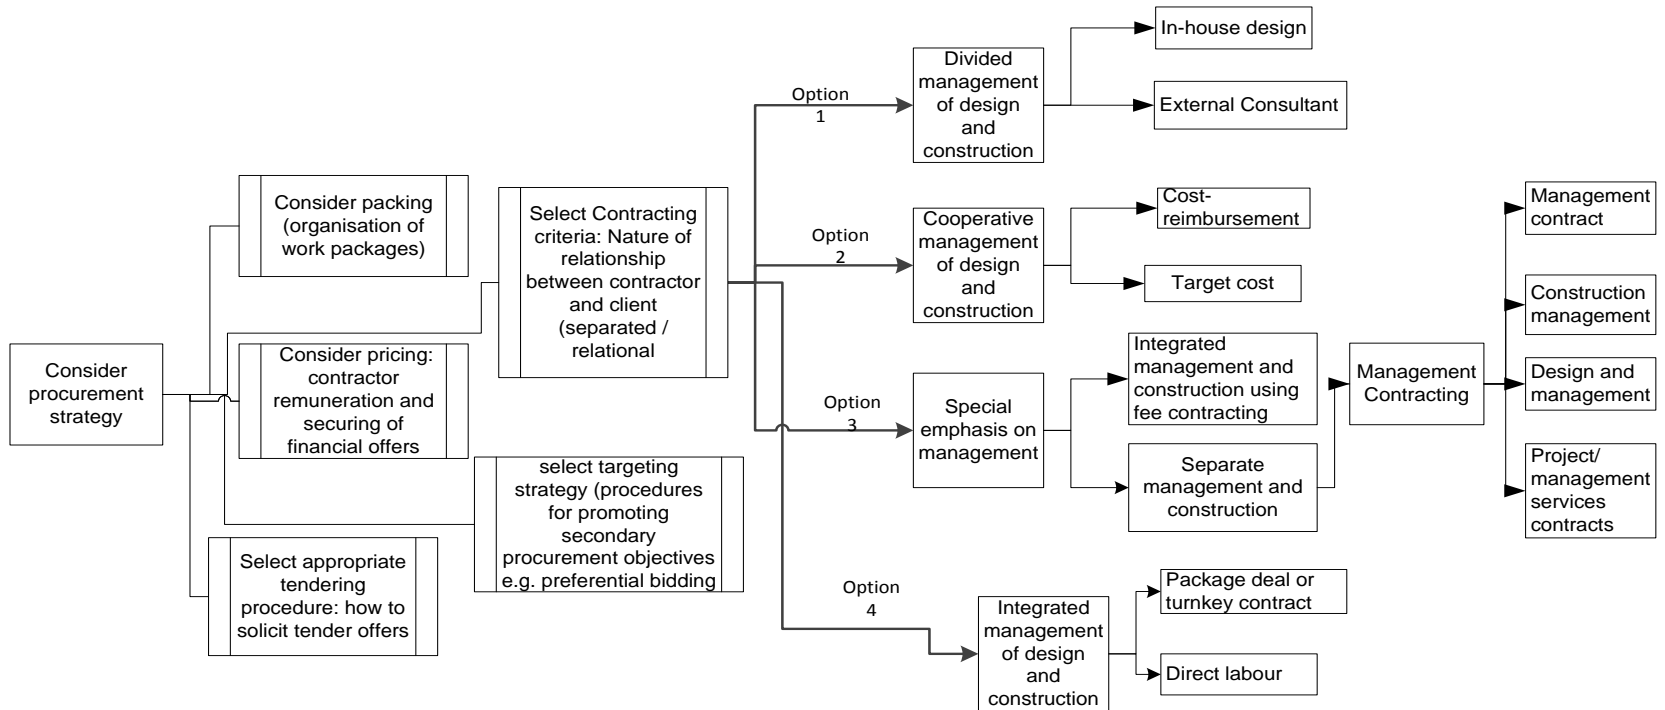 Consider
procurement
strategy
Consider packing
(organisation of
work packages)
Consider pricing:
contractor
remuneration and
securing of
financial offers
Select appropriate
tendering
procedure: how to
solicit tender offers
Select Contracting
criteria: Nature of
relationship
between contractor
and client
(separated /
relational
select targeting
strategy (procedures
for promoting
secondary
procurement objectives
e.g. preferential bidding
Option
1
Option
2
Option
3
Option
4
Divided
management
of design
and
construction
In-house design
External Consultant
Cooperative
management
of design
and
construction
Cost-
reimbursement
Target cost
Special
emphasis on
management
Integrated
management and
construction using
fee contracting
Separate
management and
construction
Management
Contracting
Management
contract
Construction
management
Design and
management
Project/
management
services
contracts
Integrated
management
of design
and
construction
Package deal or
turnkey contract
Direct labour